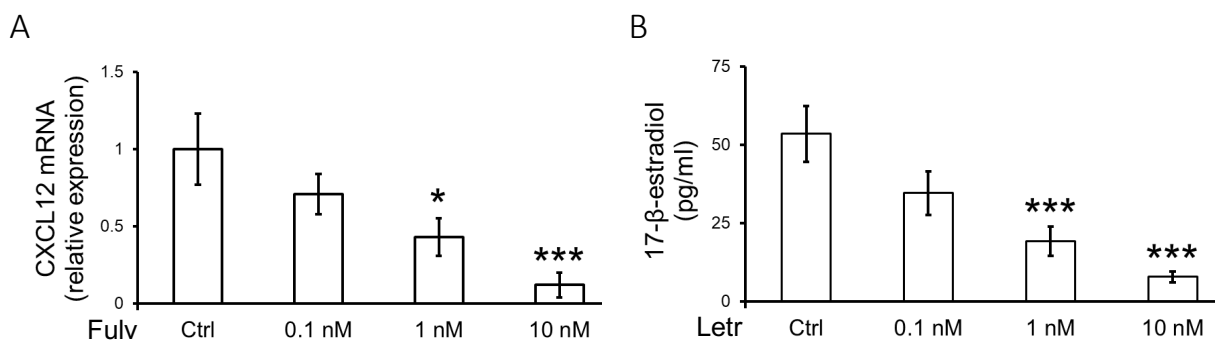 A
CXCL12 mRNA
(relative expression)
1.5
1
0.5
0
*
***
Fulv Ctrl 0.1 nM 1 nM 10 nM
B
17-β-estradiol
(pg/ml)
75
50
25
0
***
***
Letr Ctrl 0.1 nM 1 nM 10 nM